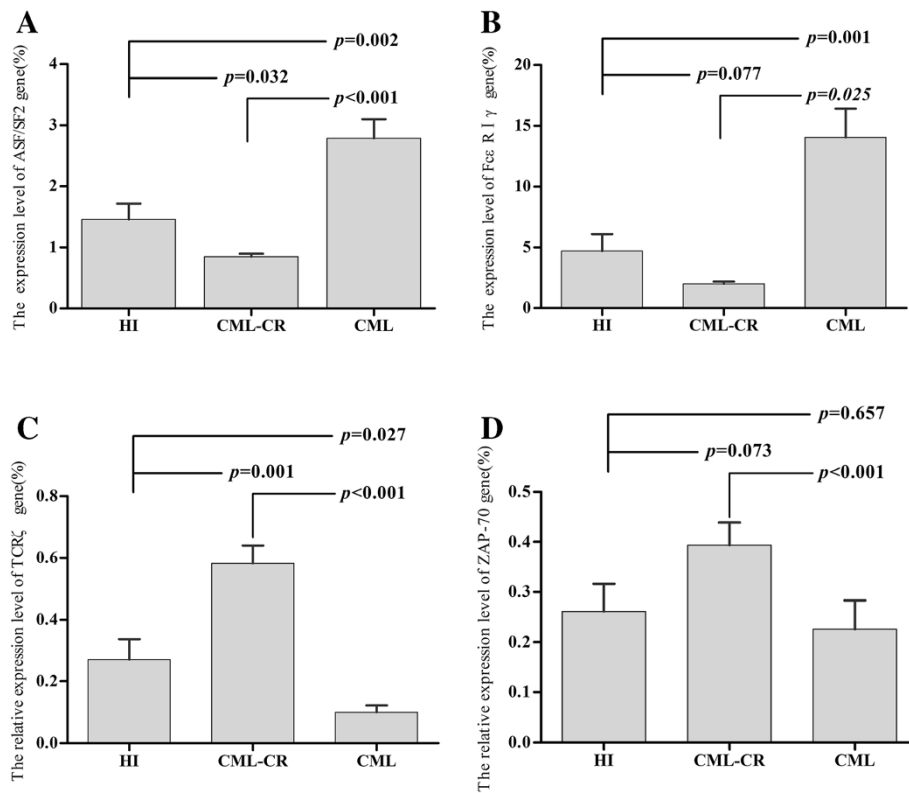 A
The expression level of ASF/SF2 gene(%)
p=0.002
p=0.032
p<0.001
4
3
2
1
0
HI
CML-CR
CML
B
The expression level of Fcε R Ⅰ γ gene(%)
p=0.001
p=0.077
p=0.025
20
15
10
5
0
HI
CML-CR
CML
C
The relative expression level of TCRζ gene(%)
p=0.027
p=0.001
p<0.001
0.8
0.6
0.4
0.2
0.0
HI
CML-CR
CML
D
The relative expression level of ZAP-70 gene(%)
p=0.657
p=0.073
p<0.001
0.5
0.4
0.3
0.2
0.1
0.0
HI
CML-CR
CML